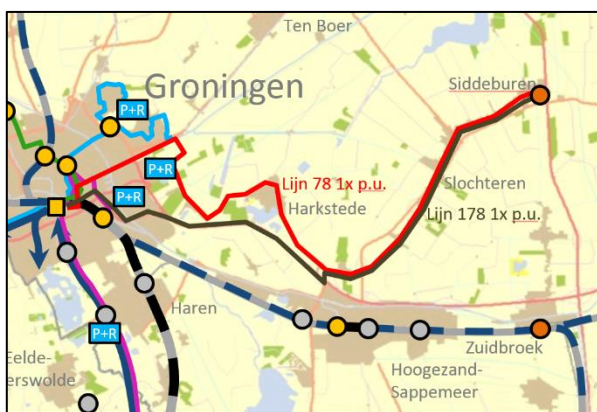 Ten Boer
P+R
Groningen
Siddeburen
P+R
Lijn 78 1x p.u.
Slochteren
P+R
Harkstede
Lijn 178 1x p.u.
Haren
P+R
Eelde-
erswolde
Zuidbroek
Hoogezand-
Sappemeer